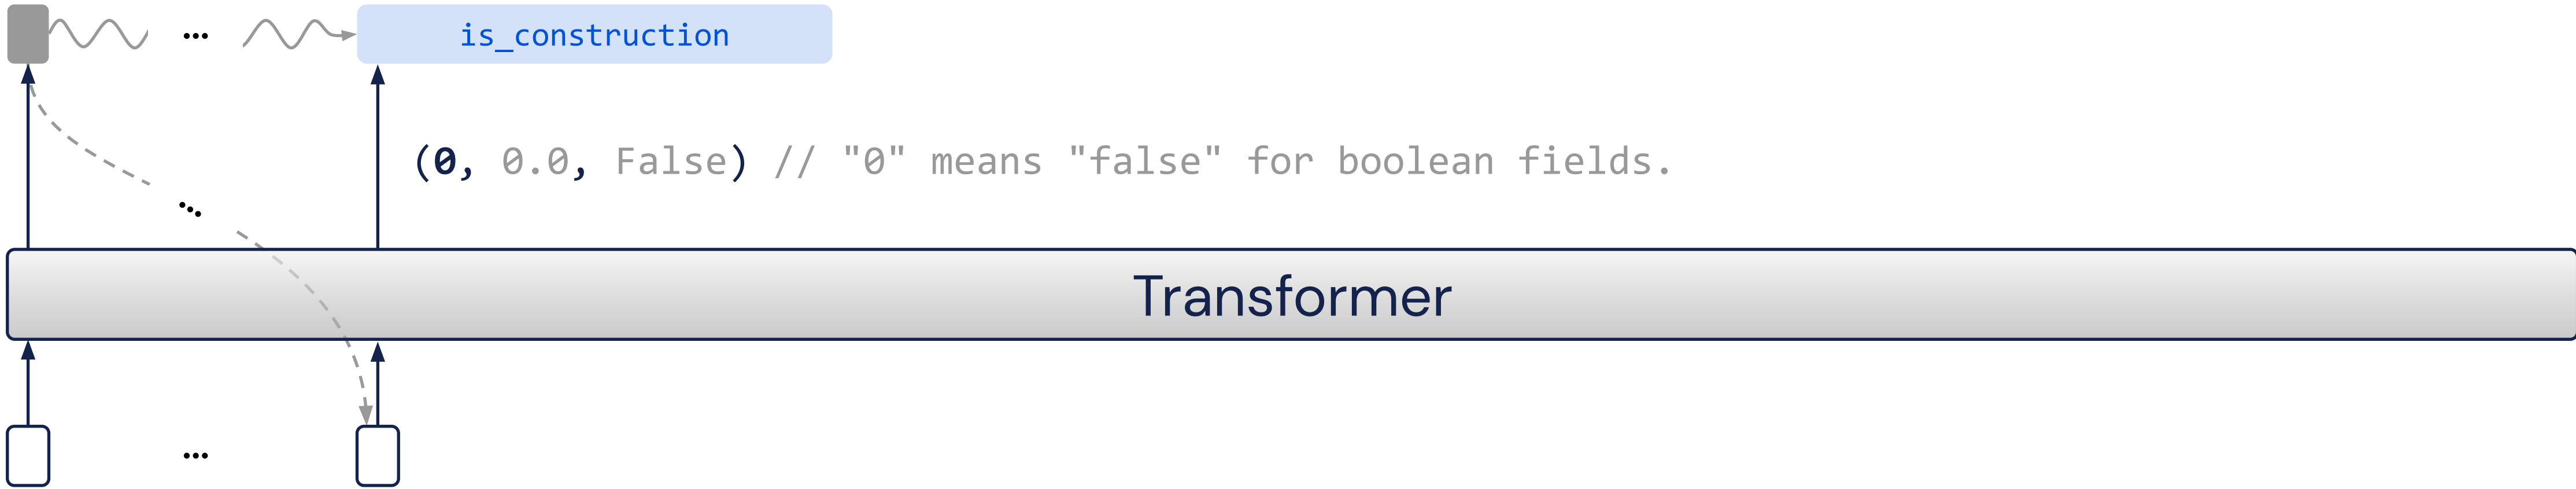 is_construction
(0, 0.0, False) // "0" means "false" for boolean fields.
Transformer